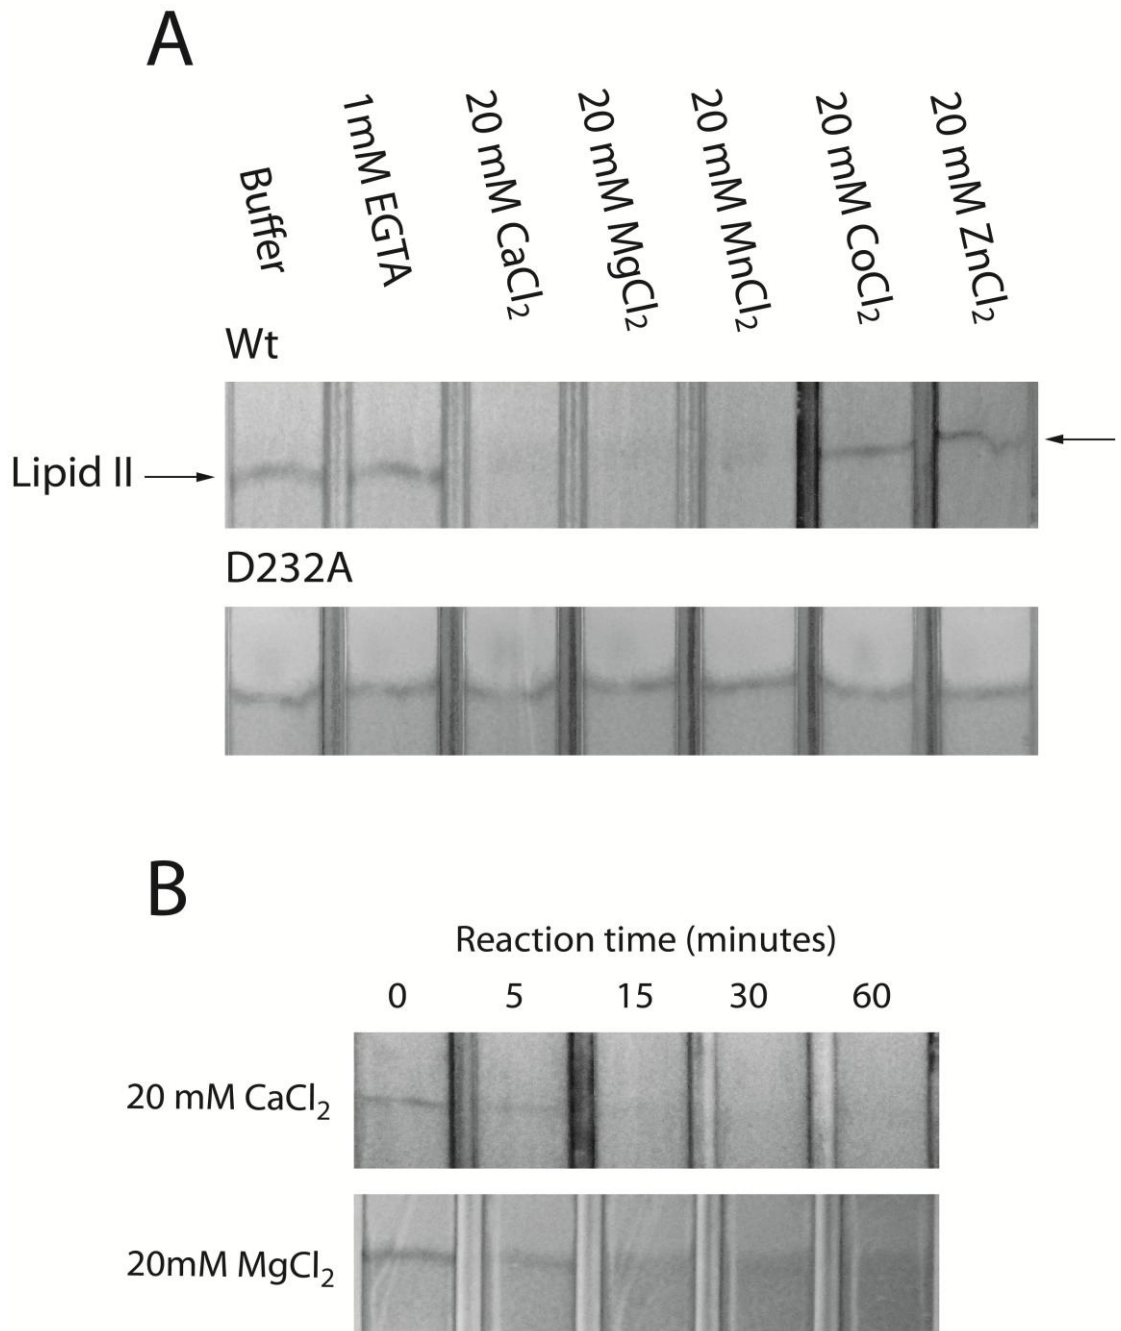 A
Buffer
1mM EGTA
20 mM CaCl₂
20 mM MgCl₂
20 mM MnCl₂
20 mM CoCl₂
20 mM ZnCl₂
Wt
Lipid II
D232A
B
Reaction time (minutes)
0 5 15 30 60
20 mM CaCl₂
20mM MgCl₂